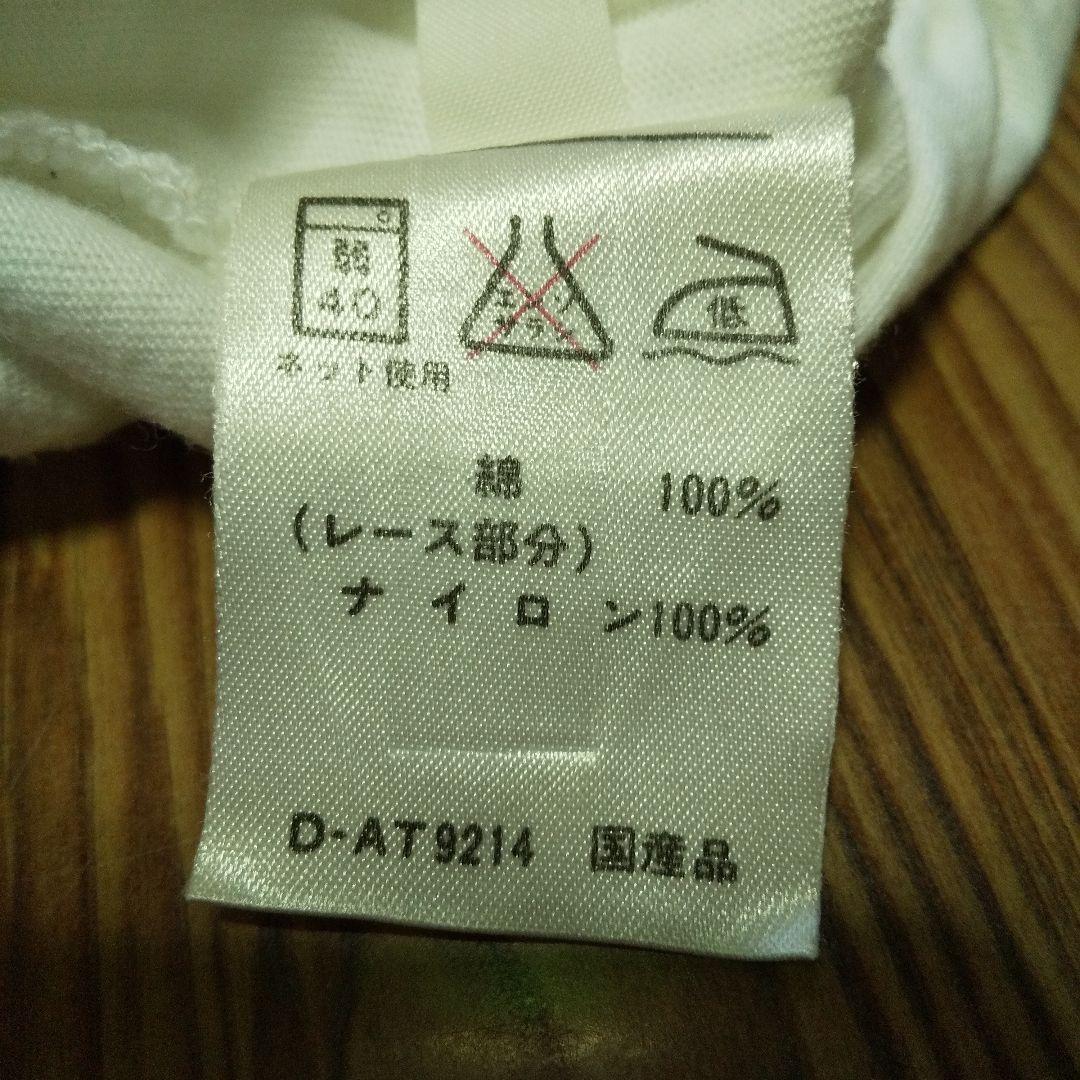 弱
40
エンソ
サラシ
低
ネット使用
綿 100%
(レース部分)
ナイロン100%
D-AT9214 国産品